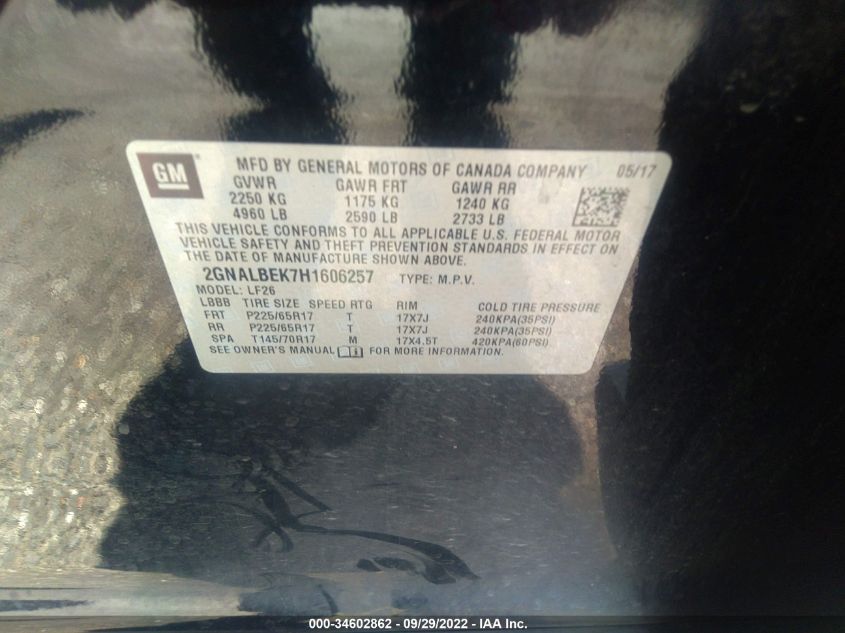 GM MFD BY GENERAL MOTORS OF CANADA COMPANY 05/17
GVWR GAWR FRT GAWR RR
2250 KG 1175 KG 1240 KG
4960 LB 2590 LB 2733 LB
THIS VEHICLE CONFORMS TO ALL APPLICABLE U.S. FEDERAL MOTOR
VEHICLE SAFETY AND THEFT PREVENTION STANDARDS IN EFFECT ON
THE DATE OF MANUFACTURE SHOWN ABOVE.
2GNALBEK7H1606257 TYPE: M.P.V.
MODEL: LF26
LBBB TIRE SIZE SPEED RTG RIM COLD TIRE PRESSURE
FRT P225/65R17 T 17X7J 240KPA(35PSI)
RR P225/65R17 T 17X7J 240KPA(35PSI)
SPA T145/70R17 M 17X4.5T 420KPA(60PSI)
SEE OWNER'S MANUAL FOR MORE INFORMATION.
000-34602862 - 09/29/2022 - IAA Inc.